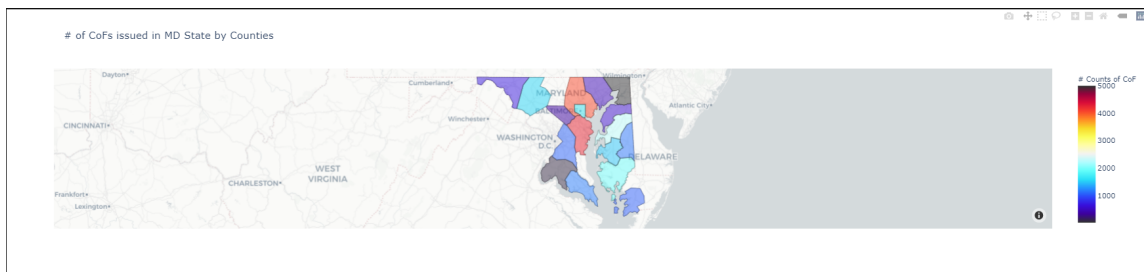 # of CoFs issued in MD State by Counties
Dayton
Cumberland
Wilmington
# Counts of CoF
5000
MARYLAND
Atlantic City
4000
Winchester
CINCINNATI
WASHINGTON
D.C.
3000
DELAWARE
WEST
VIRGINIA
2000
CHARLESTON
Frankfort
Lexington
1000